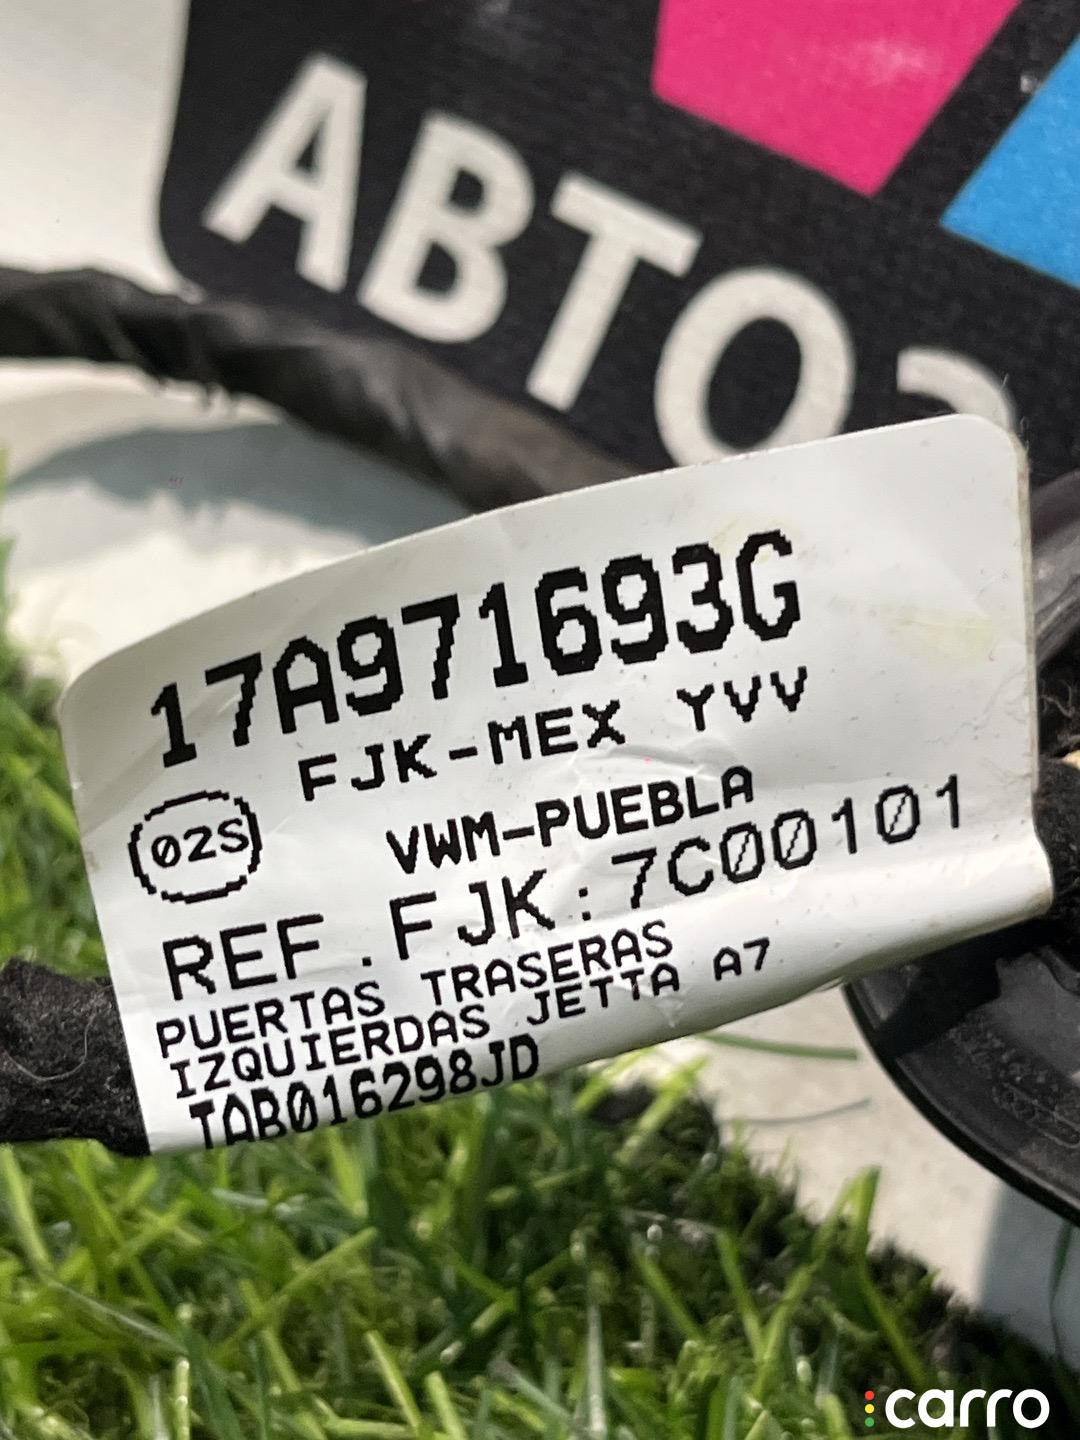 АВТО
17A971693G
FJK-MEX YVV
02S
VWM-PUEBLA
REF.FJK:7C00101
PUERTAS TRASERAS
IZQUIERDAS JETTA A7
TAB016298JD
carro